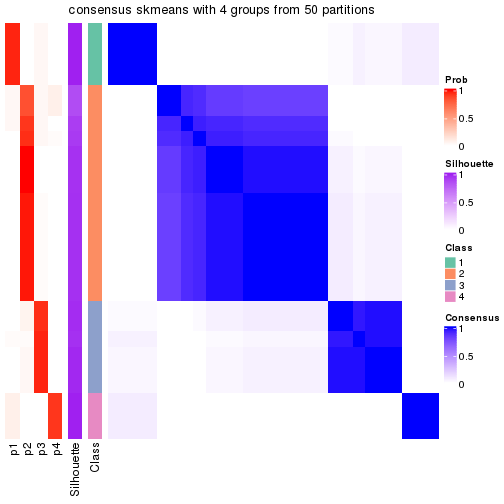 consensus skmeans with 4 groups from 50 partitions
Prob
1
0.5
0
Silhouette
1
0.5
0
Class
1
2
3
4
Consensus
1
0.5
0
p1
p2
p3
p4
Silhouette
Class